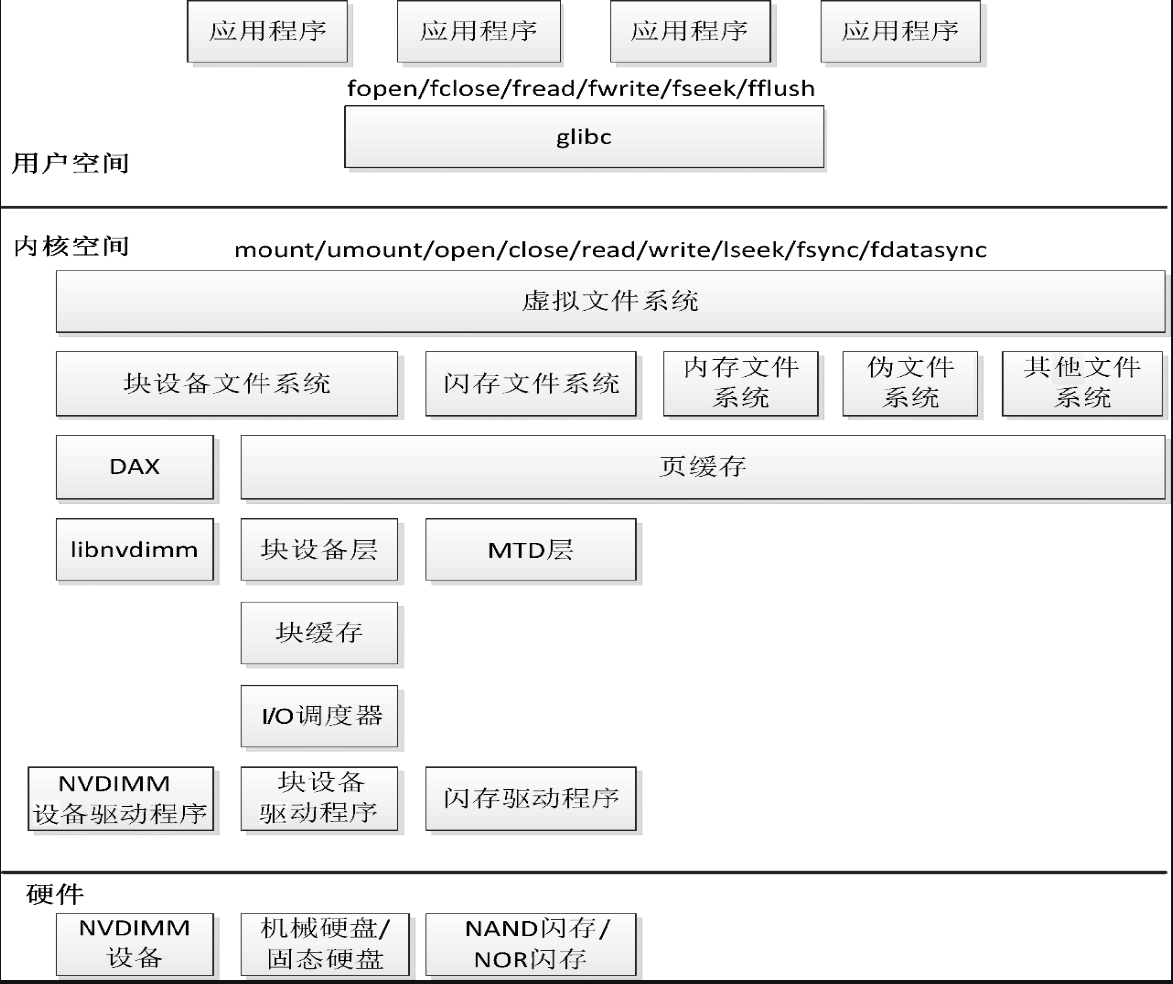 应用程序 应用程序 应用程序 应用程序
fopen/fclose/fread/fwrite/fseek/fflush
glibc
用户空间
内核空间 mount/umount/open/close/read/write/lseek/fsync/fdatasync
虚拟文件系统
块设备文件系统
闪存文件系统
内存文件
系统
伪文件
系统
其他文件
系统
DAX
页缓存
libnvdimm
块设备层
MTD层
块缓存
I/O调度器
NVDIMM
设备驱动程序
块设备
驱动程序
闪存驱动程序
硬件
NVDIMM
设备
机械硬盘/
固态硬盘
NAND闪存/
NOR闪存